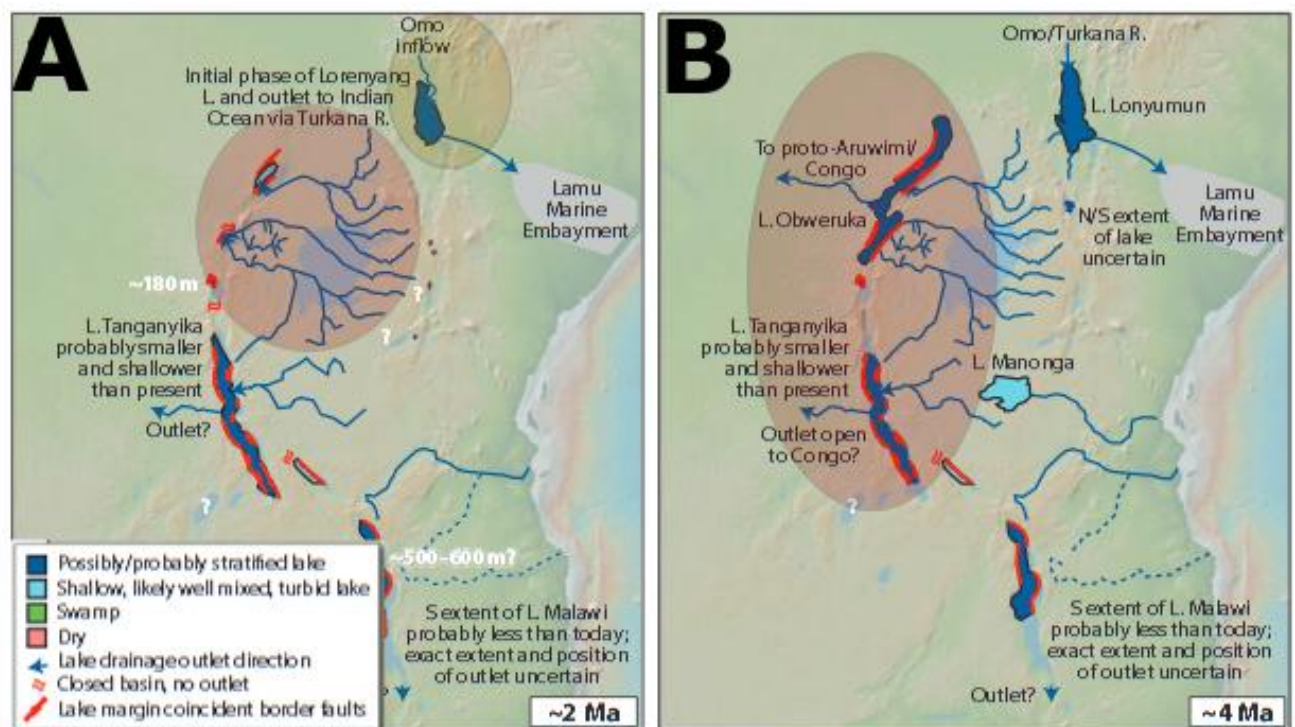 A
Omo
inflow
Initial phase of Lorenyang
L. and outlet to Indian
Ocean via Turkana R.
Lamu
Marine
Embayment
~180 m
?
?
L. Tanganyika
probably smaller
and shallower
than present
Outlet?
?
~500–600 m?
S extent of L. Malawi
probably less than today;
exact extent and position
of outlet uncertain
Possibly/probably stratified lake
Shallow, likely well mixed, turbid lake
Swamp
Dry
Lake drainage outlet direction
Closed basin, no outlet
Lake margin coincident border faults
~2 Ma
B
Omo/Turkana R.
L. Lonyumun
To proto-Aruwimi/
Congo
L. Obweruka
Lamu
Marine
Embayment
N/S extent
of lake
uncertain
L. Tanganyika
probably smaller
and shallower
than present
L. Manonga
Outlet open
to Congo?
?
S extent of L. Malawi
probably less than today;
exact extent and position
of outlet uncertain
Outlet?
~4 Ma